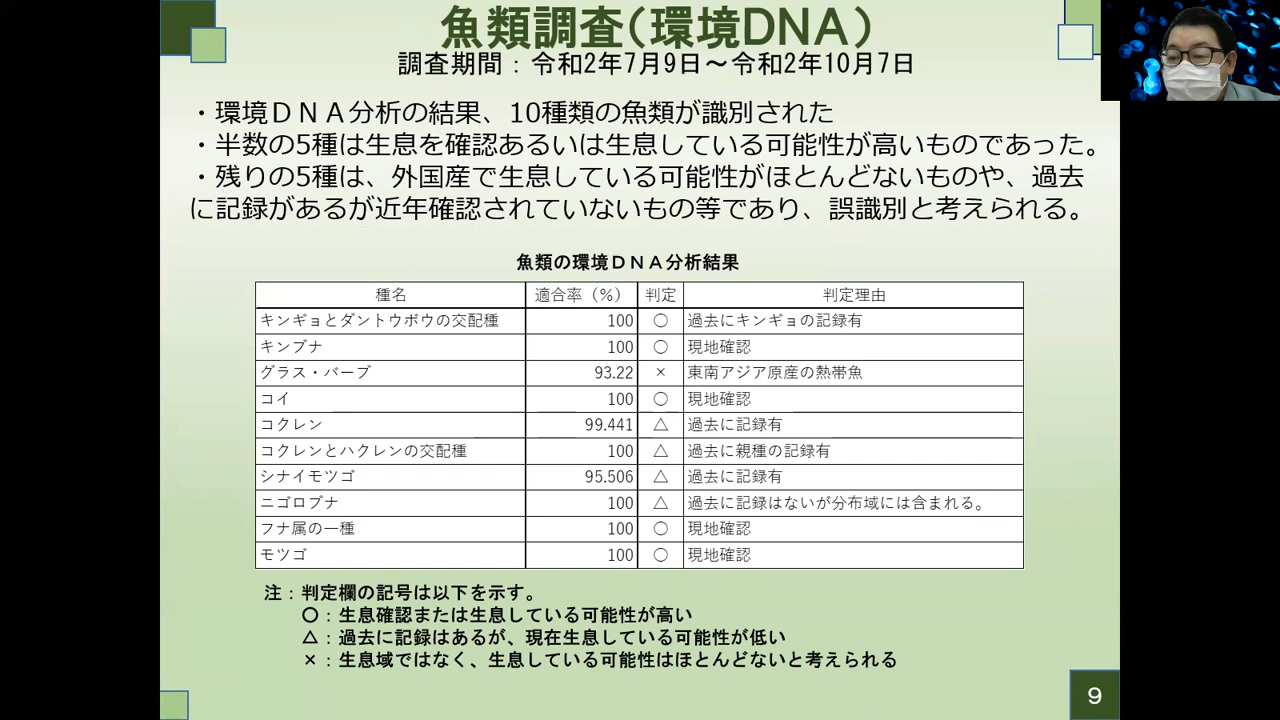 魚類調査(環境DNA)
調査期間：令和2年7月9日～令和2年10月7日
・環境ＤＮＡ分析の結果、10種類の魚類が識別された
・半数の5種は生息を確認あるいは生息している可能性が高いものであった。
・残りの5種は、外国産で生息している可能性がほとんどないものや、過去
に記録があるが近年確認されていないもの等であり、誤識別と考えられる。
魚類の環境ＤＮＡ分析結果
種名 適合率（%） 判定 判定理由
キンギョとダントウボウの交配種 100 〇 過去にキンギョの記録有
キンブナ 100 〇 現地確認
グラス・バーブ 93.22 × 東南アジア原産の熱帯魚
コイ 100 〇 現地確認
コクレン 99.441 △ 過去に記録有
コクレンとハクレンの交配種 100 △ 過去に親種の記録有
シナイモツゴ 95.506 △ 過去に記録有
ニゴロブナ 100 △ 過去に記録はないが分布域には含まれる。
フナ属の一種 100 〇 現地確認
モツゴ 100 〇 現地確認
注：判定欄の記号は以下を示す。
〇：生息確認または生息している可能性が高い
△：過去に記録はあるが、現在生息している可能性が低い
×：生息域ではなく、生息している可能性はほとんどないと考えられる
9